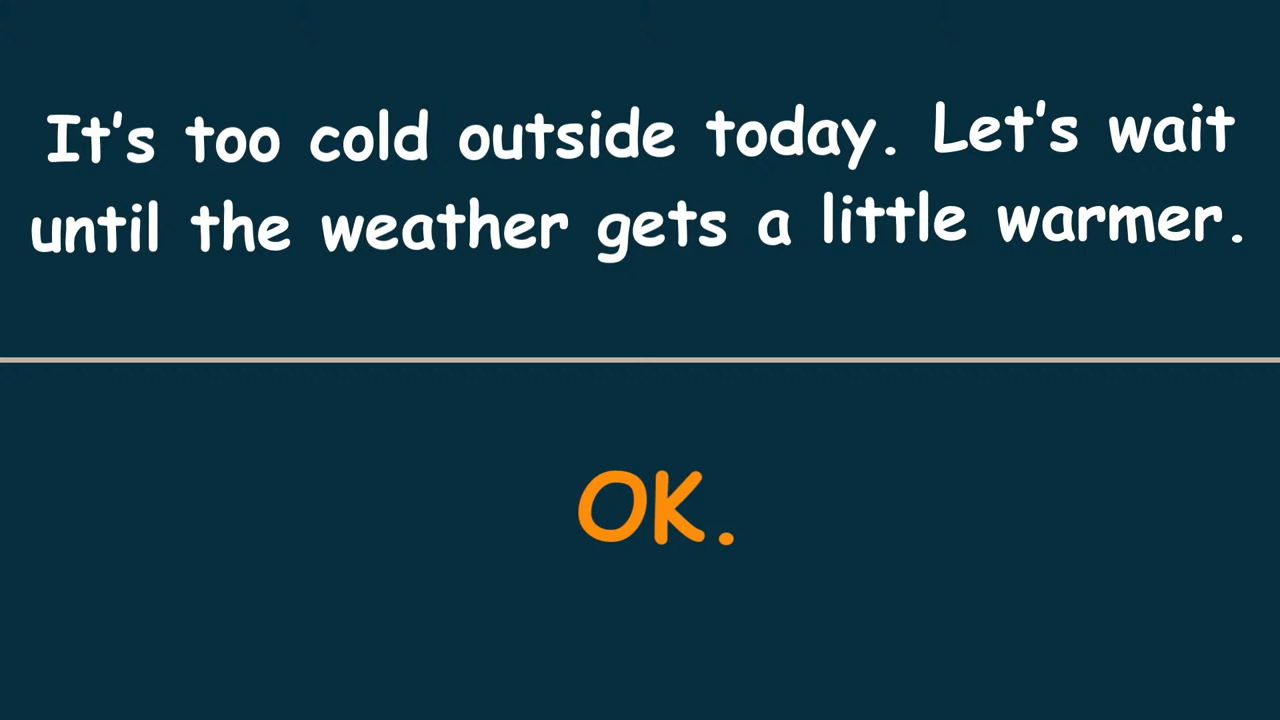 It's too cold outside today. Let's wait
until the weather gets a little warmer.
OK.